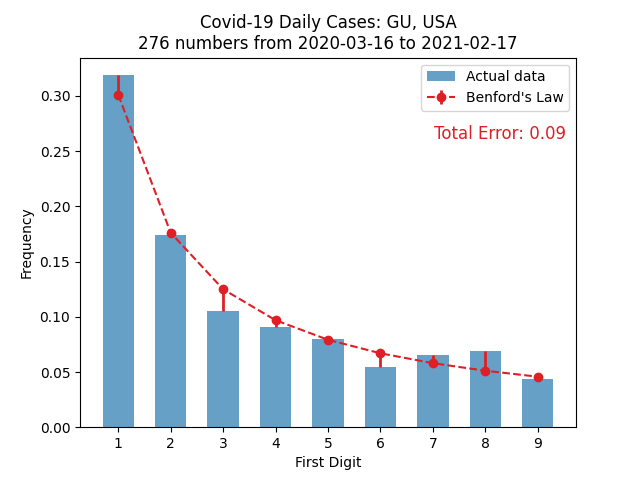 Covid-19 Daily Cases: GU, USA
276 numbers from 2020-03-16 to 2021-02-17
Actual data
Benford's Law
Total Error: 0.09
0.30
0.25
0.20
0.15
0.10
0.05
0.00
Frequency
1 2 3 4 5 6 7 8 9
First Digit